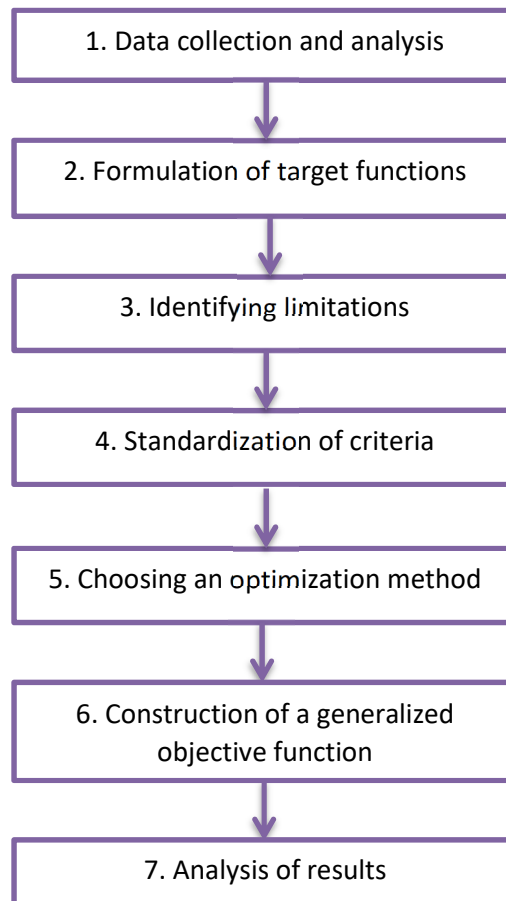 1. Data collection and analysis
2. Formulation of target functions
3. Identifying limitations
4. Standardization of criteria
5. Choosing an optimization method
6. Construction of a generalized
objective function
7. Analysis of results